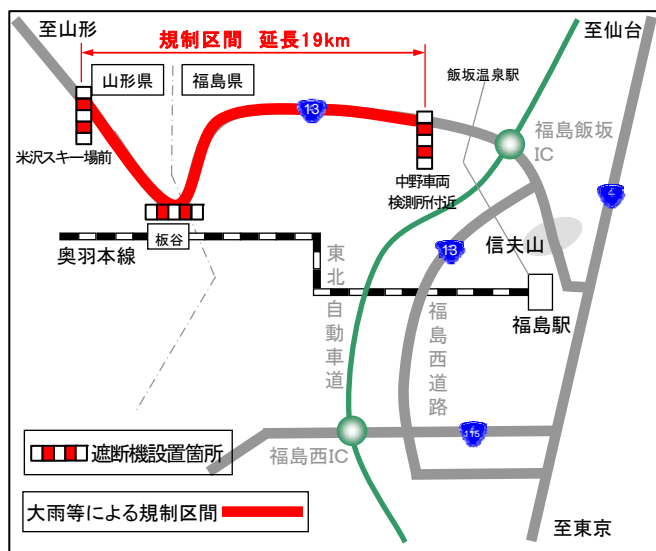 至山形
規制区間 延長19km
至仙台
山形県
福島県
飯坂温泉駅
13
福島飯坂
IC
米沢スキー場前
中野車両
検測所付近
4
板谷
13
信夫山
奥羽本線
東北自動車道
福島西道路
福島駅
遮断機設置箇所
115
福島西IC
大雨等による規制区間
至東京